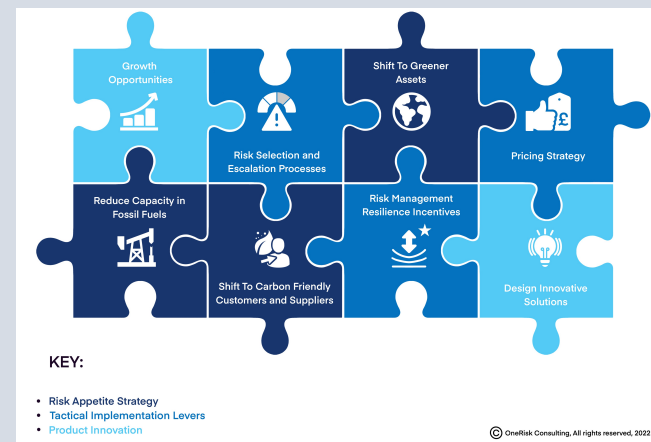 Growth
Opportunities
Risk Selection and
Escalation Processes
Shift To Greener
Assets
£
Pricing Strategy
Reduce Capacity in
Fossil Fuels
Shift To Carbon Friendly
Customers and Suppliers
Risk Management
Resilience Incentives
Design Innovative
Solutions
KEY:
• Risk Appetite Strategy
• Tactical Implementation Levers
• Product Innovation
© OneRisk Consulting, All rights reserved, 2022